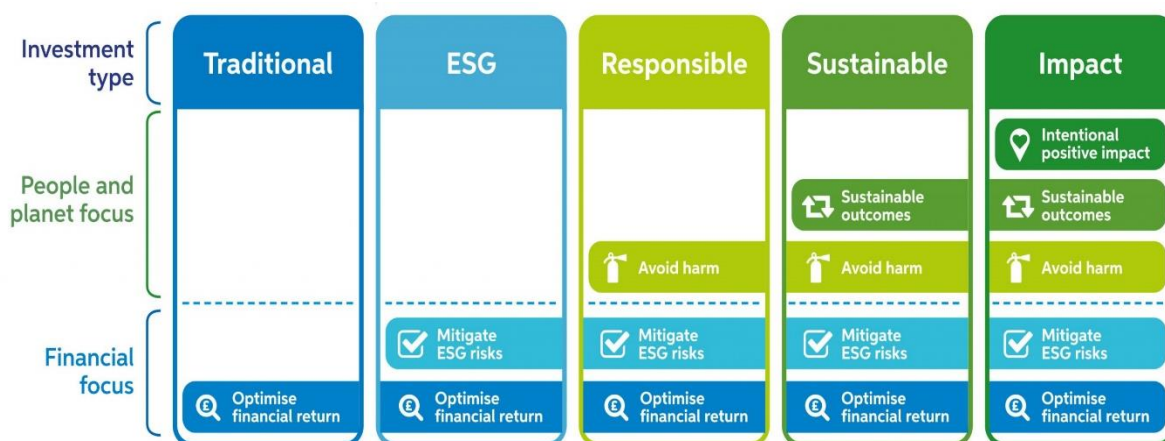 Investment
type
Traditional
ESG
Responsible
Sustainable
Impact
People and
planet focus
Intentional
positive impact
Sustainable
outcomes
Sustainable
outcomes
Avoid harm
Avoid harm
Avoid harm
Financial
focus
Mitigate
ESG risks
Mitigate
ESG risks
Mitigate
ESG risks
Mitigate
ESG risks
£ Optimise
financial return
£ Optimise
financial return
£ Optimise
financial return
£ Optimise
financial return
£ Optimise
financial return